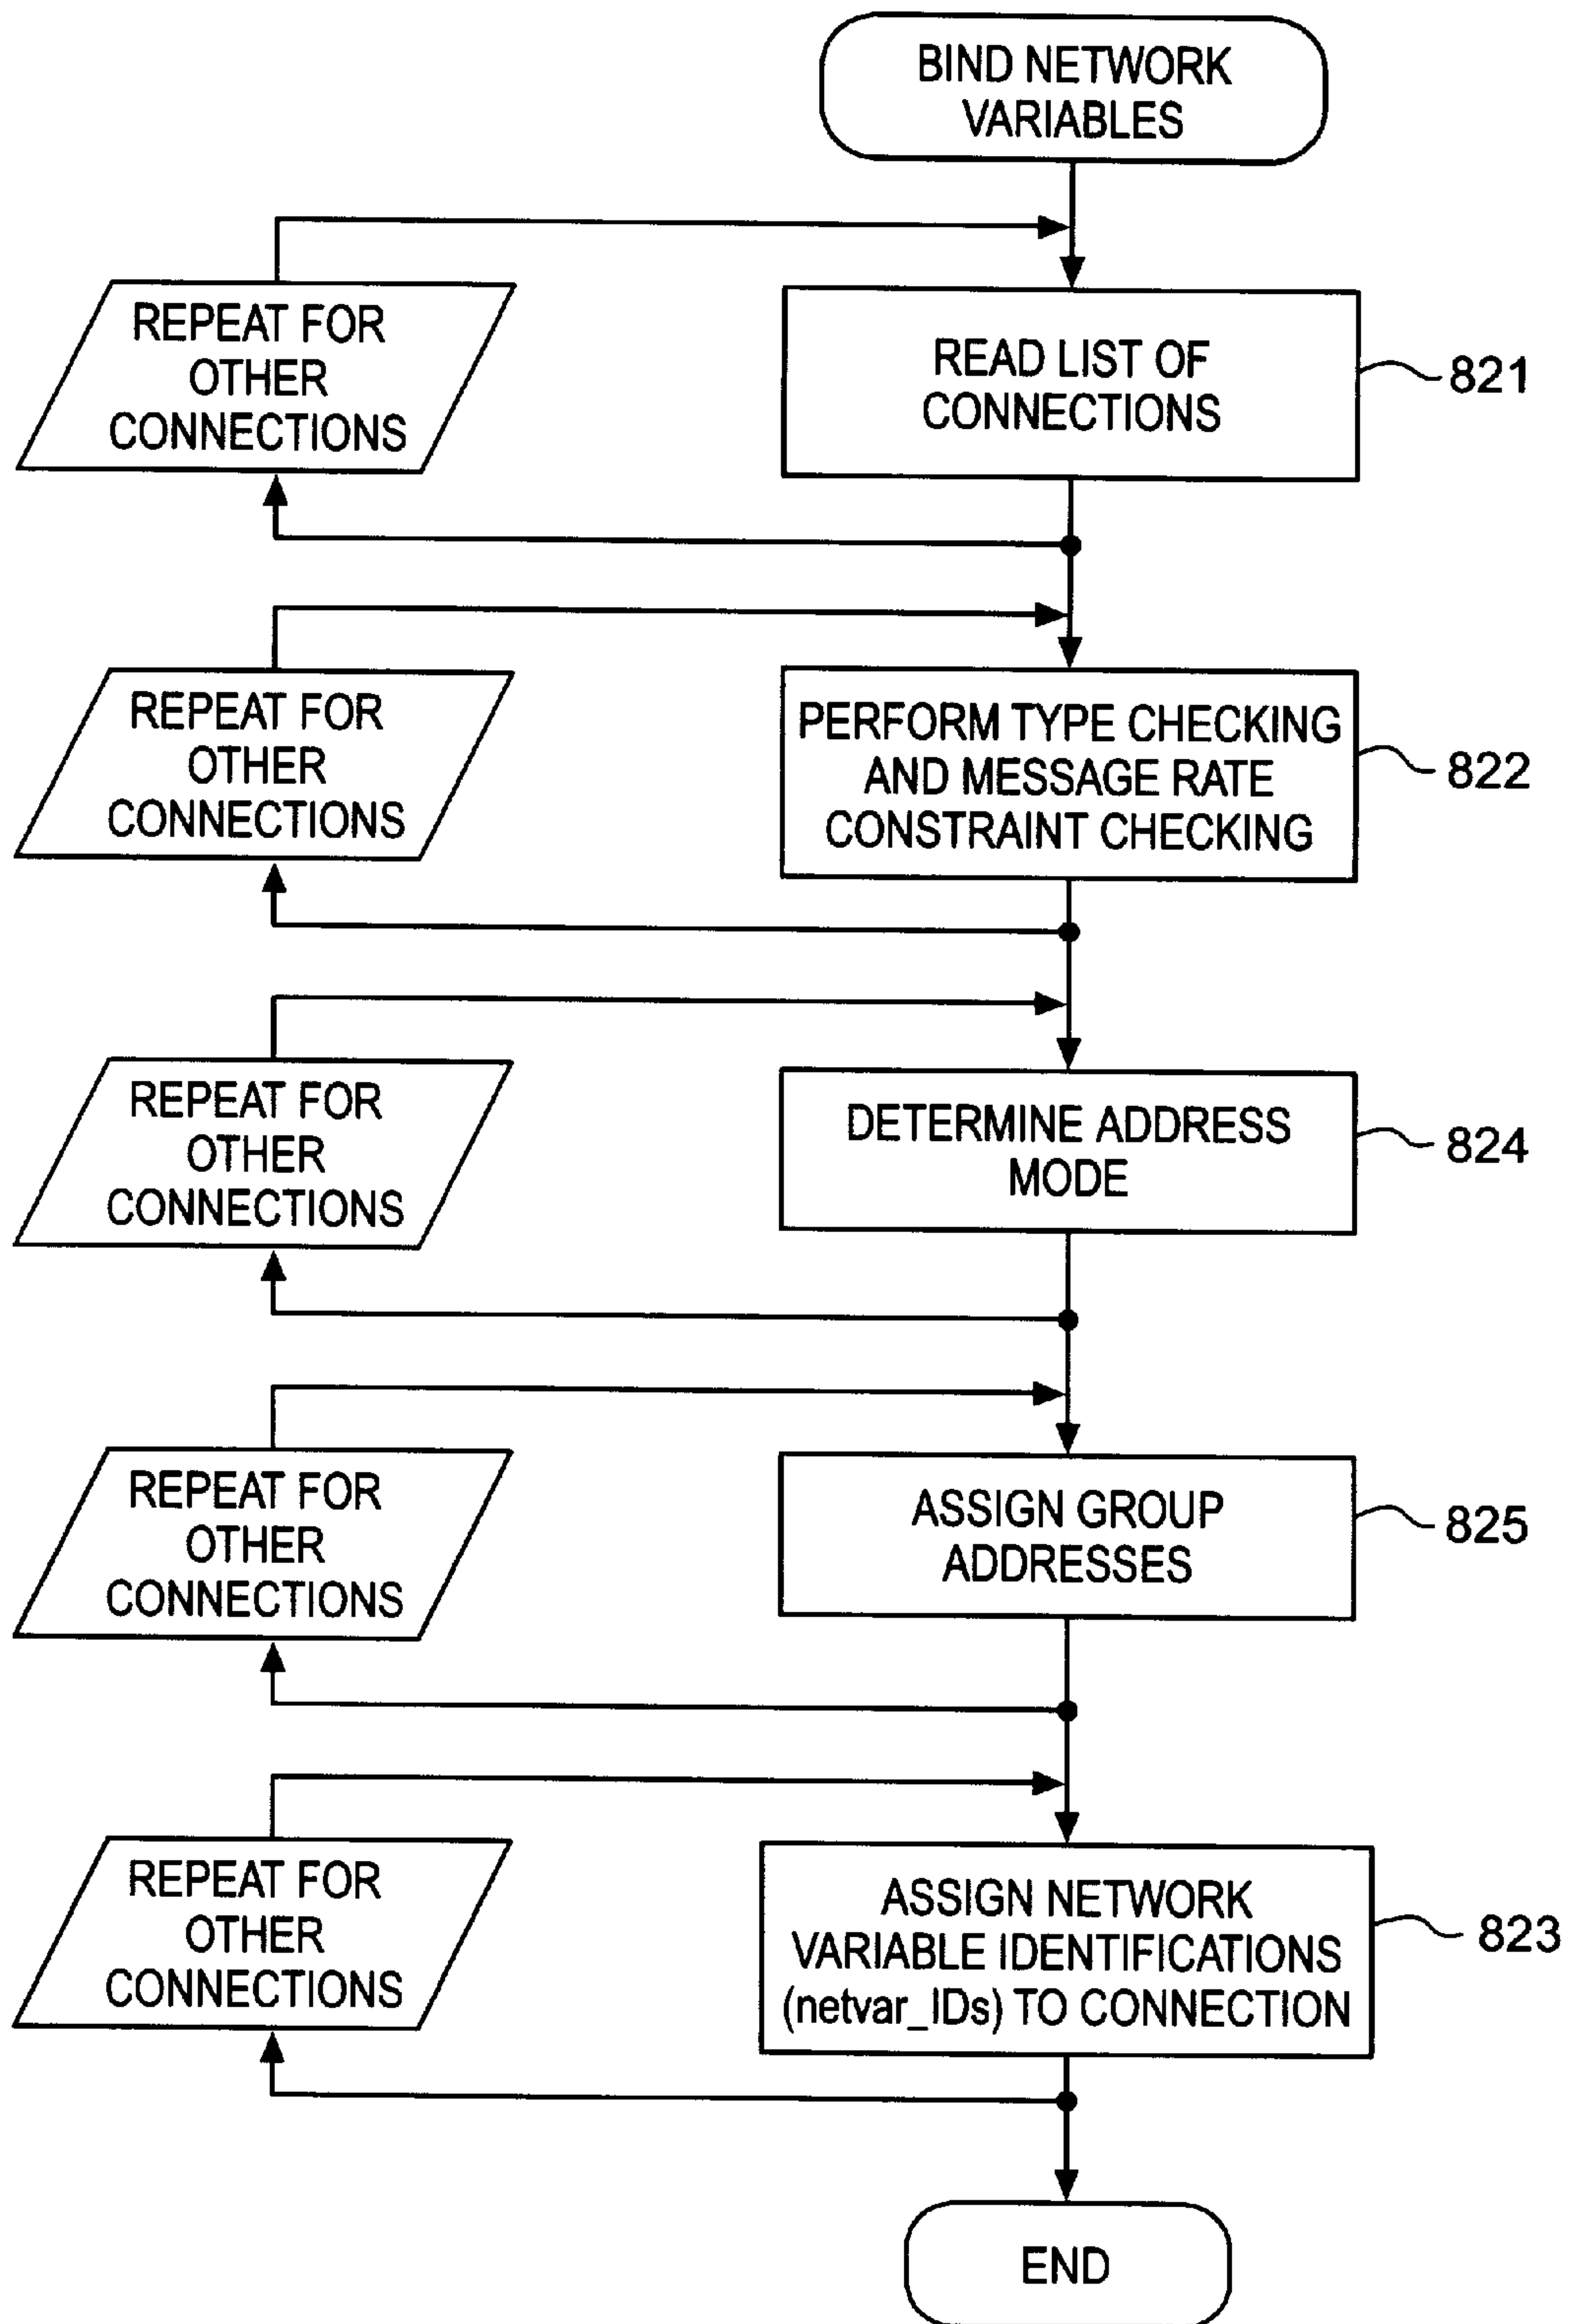 BIND NETWORK
VARIABLES
REPEAT FOR
OTHER
CONNECTIONS
READ LIST OF
CONNECTIONS
821
REPEAT FOR
OTHER
CONNECTIONS
PERFORM TYPE CHECKING
AND MESSAGE RATE
CONSTRAINT CHECKING
822
REPEAT FOR
OTHER
CONNECTIONS
DETERMINE ADDRESS
MODE
824
REPEAT FOR
OTHER
CONNECTIONS
ASSIGN GROUP
ADDRESSES
825
REPEAT FOR
OTHER
CONNECTIONS
ASSIGN NETWORK
VARIABLE IDENTIFICATIONS
(netvar_IDs) TO CONNECTION
823
END